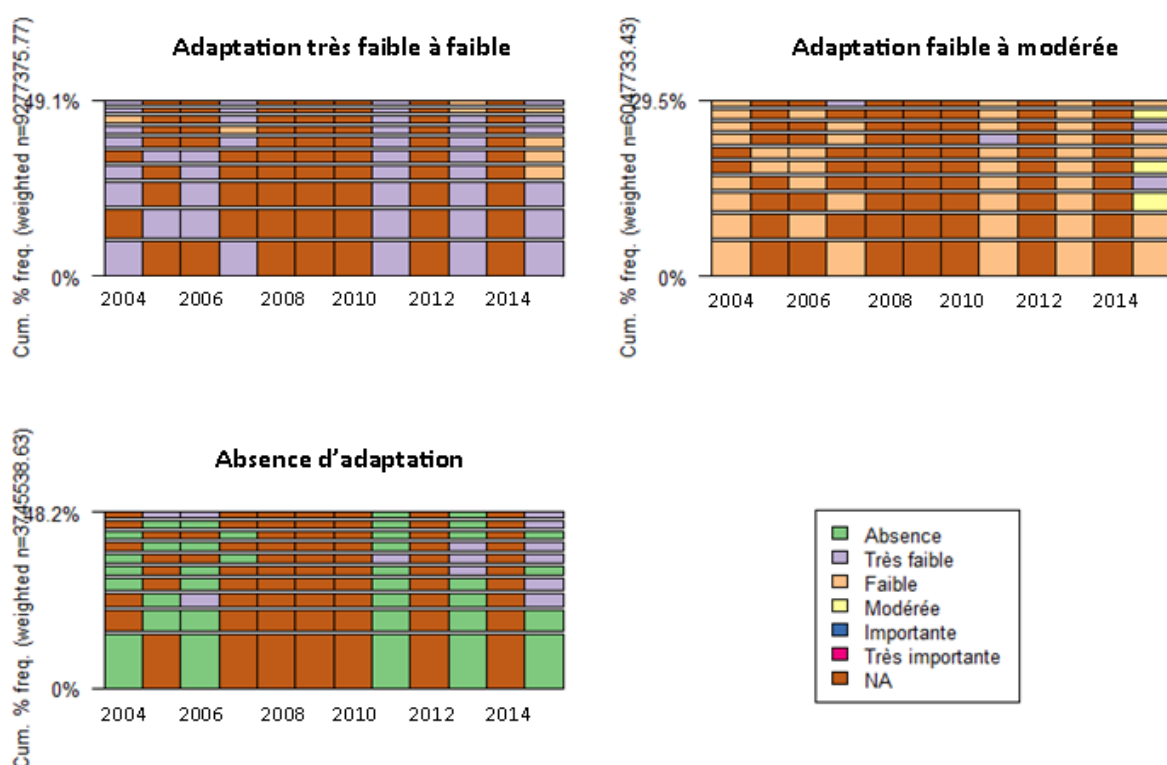 Adaptation très faible à faible
Cum. % freq. (weighted n=9277375.77)
49.1%
0%
2004 2006 2008 2010 2012 2014
Adaptation faible à modérée
Cum. % freq. (weighted n=6047733.43)
29.5%
0%
2004 2006 2008 2010 2012 2014
Absence d’adaptation
Cum. % freq. (weighted n=3745538.63)
48.2%
0%
2004 2006 2008 2010 2012 2014
Absence
Très faible
Faible
Modérée
Importante
Très importante
NA